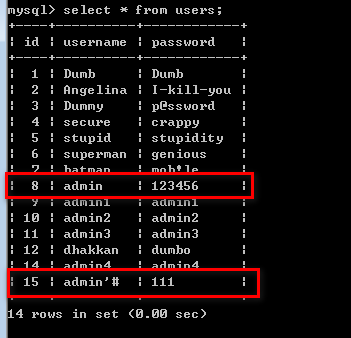 mysql> select * from users;
+----+----------+------------+
| id | username | password |
+----+----------+------------+
| 1 | Dumb | Dumb |
| 2 | Angelina | I-kill-you |
| 3 | Dummy | p@ssword |
| 4 | secure | crappy |
| 5 | stupid | stupidity |
| 6 | superman | genious |
| 7 | batman | mob!le |
| 8 | admin | 123456 |
| 9 | admin1 | admin1 |
| 10 | admin2 | admin2 |
| 11 | admin3 | admin3 |
| 12 | dhakkan | dumbo |
| 14 | admin4 | admin4 |
| 15 | admin'# | 111 |
14 rows in set (0.00 sec)